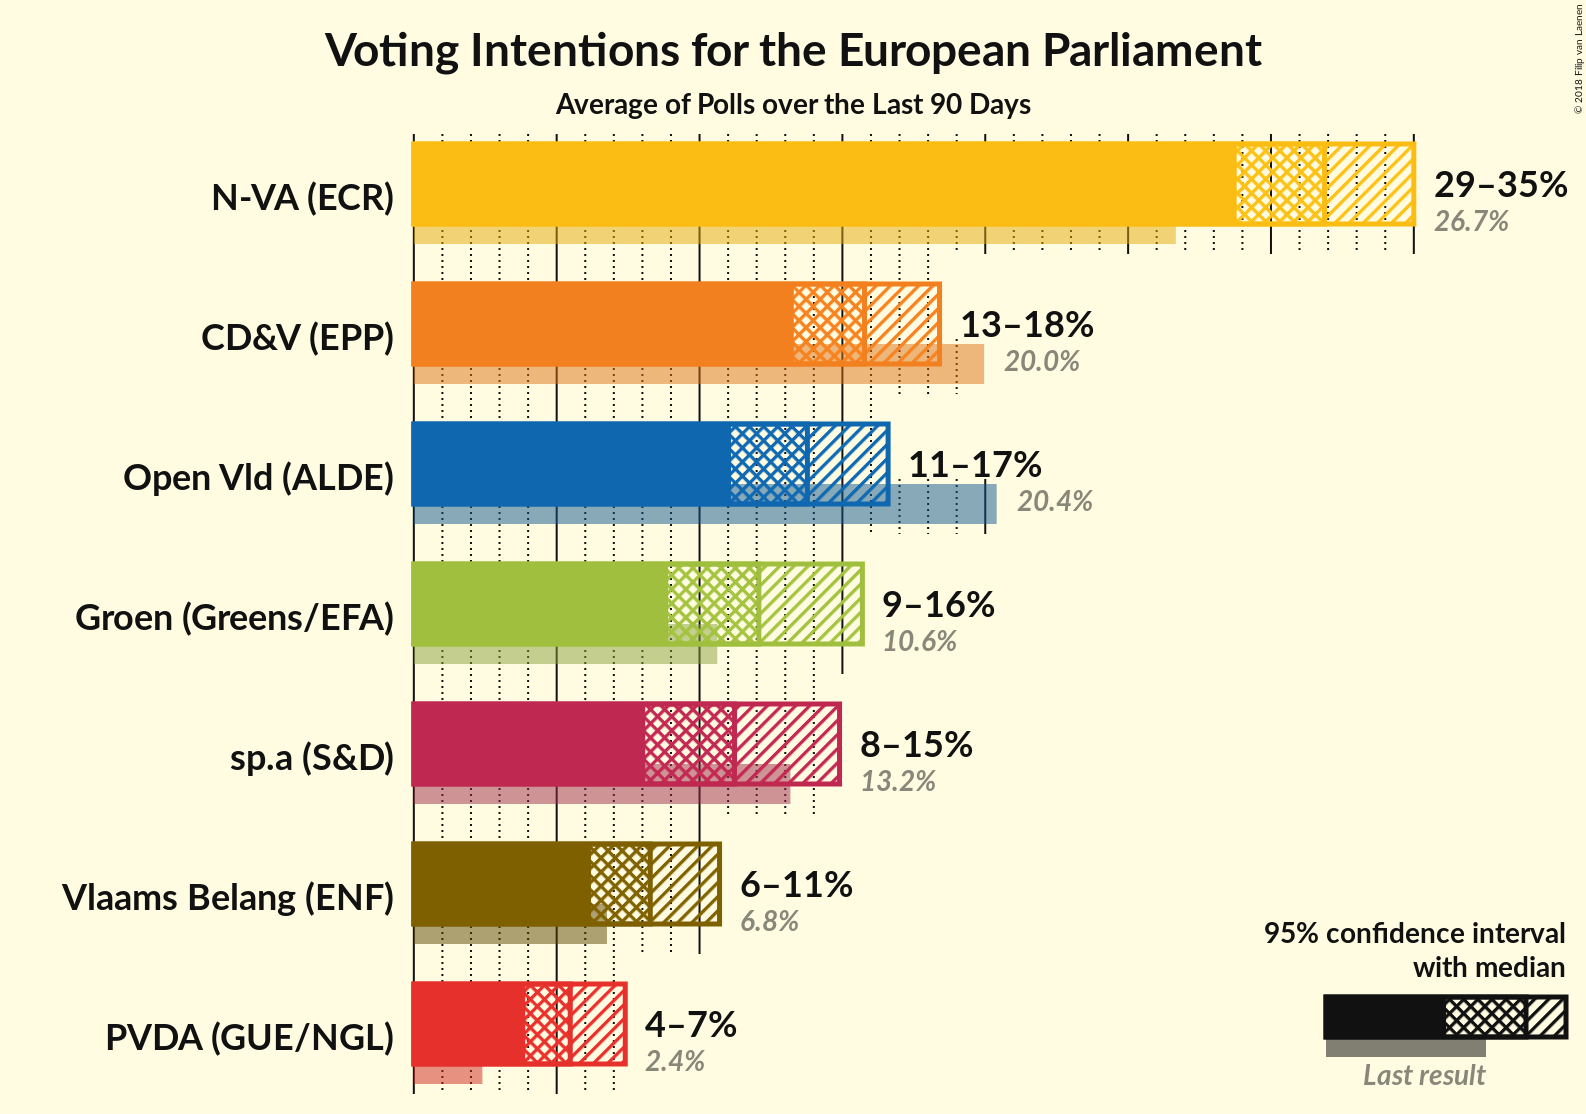 Voting Intentions for the European Parliament
Average of Polls over the Last 90 Days
© 2018 Filip van Laenen
N-VA (ECR)
29–35%
26.7%
CD&V (EPP)
13–18%
20.0%
Open Vld (ALDE)
11–17%
20.4%
Groen (Greens/EFA)
9–16%
10.6%
sp.a (S&D)
8–15%
13.2%
Vlaams Belang (ENF)
6–11%
6.8%
PVDA (GUE/NGL)
4–7%
2.4%
95% confidence interval
with median
Last result